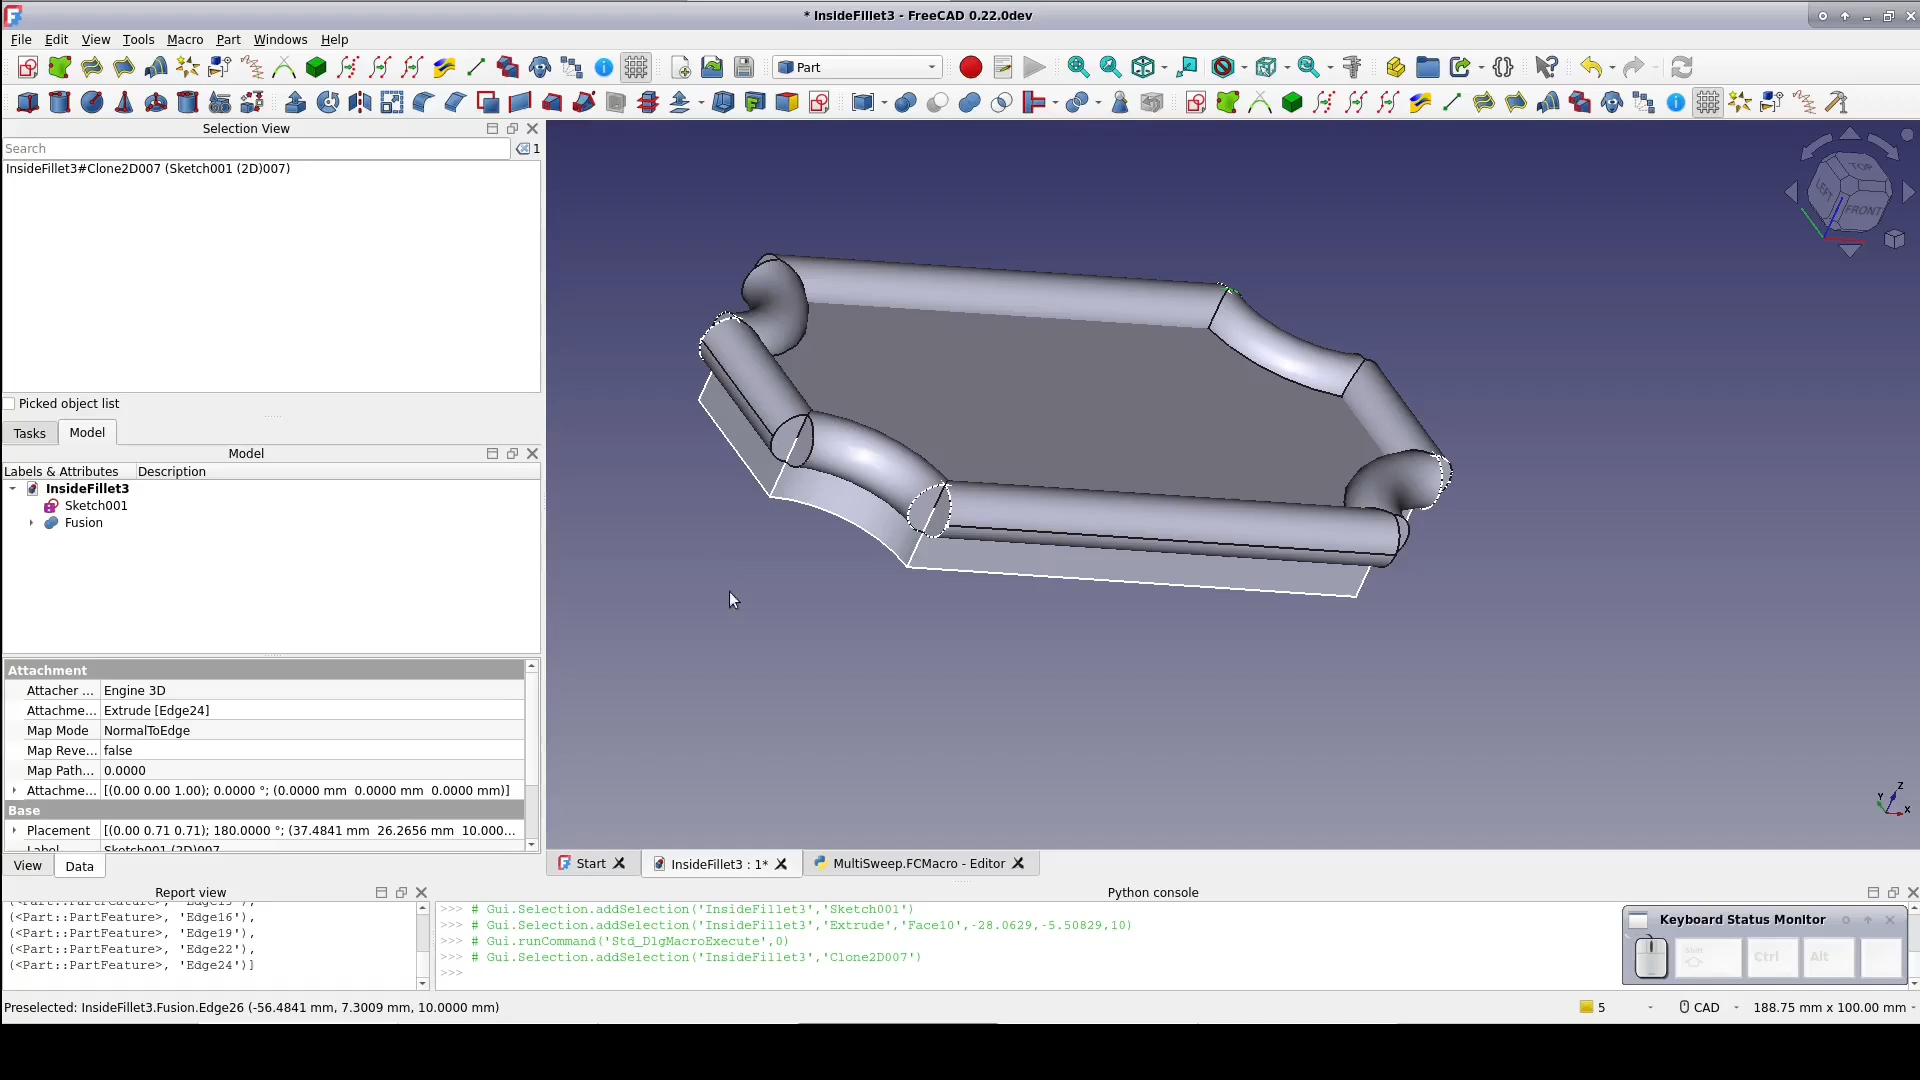 * InsideFillet3 - FreeCAD 0.22.0dev
File Edit View Tools Macro Part Windows Help
Part
Selection View
Search
1
InsideFillet3#Clone2D007 (Sketch001 (2D)007)
Picked object list
Tasks Model
Model
Labels & Attributes Description
InsideFillet3
Sketch001
Fusion
Attachment
Attacher ... Engine 3D
Attachme... Extrude [Edge24]
Map Mode NormalToEdge
Map Reve... false
Map Path... 0.0000
Attachme... [(0.00 0.00 1.00); 0.0000 °; (0.0000 mm 0.0000 mm 0.0000 mm)]
Base
Placement [(0.00 0.71 0.71); 180.0000 °; (37.4841 mm 26.2656 mm 10.000...
Label Sketch001 (2D)007
View Data
TOP
LEFT
FRONT
Z
Y
X
Start
InsideFillet3 : 1*
MultiSweep.FCMacro - Editor
Report view
(<Part::PartFeature>, 'Edge16'),
(<Part::PartFeature>, 'Edge19'),
(<Part::PartFeature>, 'Edge22'),
(<Part::PartFeature>, 'Edge24')]
Python console
>>> # Gui.Selection.addSelection('InsideFillet3','Sketch001')
>>> # Gui.Selection.addSelection('InsideFillet3','Extrude','Face10',-28.0629,-5.50829,10)
>>> # Gui.runCommand('Std_DlgMacroExecute',0)
>>> # Gui.Selection.addSelection('InsideFillet3','Clone2D007')
>>>
Keyboard Status Monitor
Shift
Ctrl
Alt
Preselected: InsideFillet3.Fusion.Edge26 (-56.4841 mm, 7.3009 mm, 10.0000 mm)
5
CAD
188.75 mm x 100.00 mm